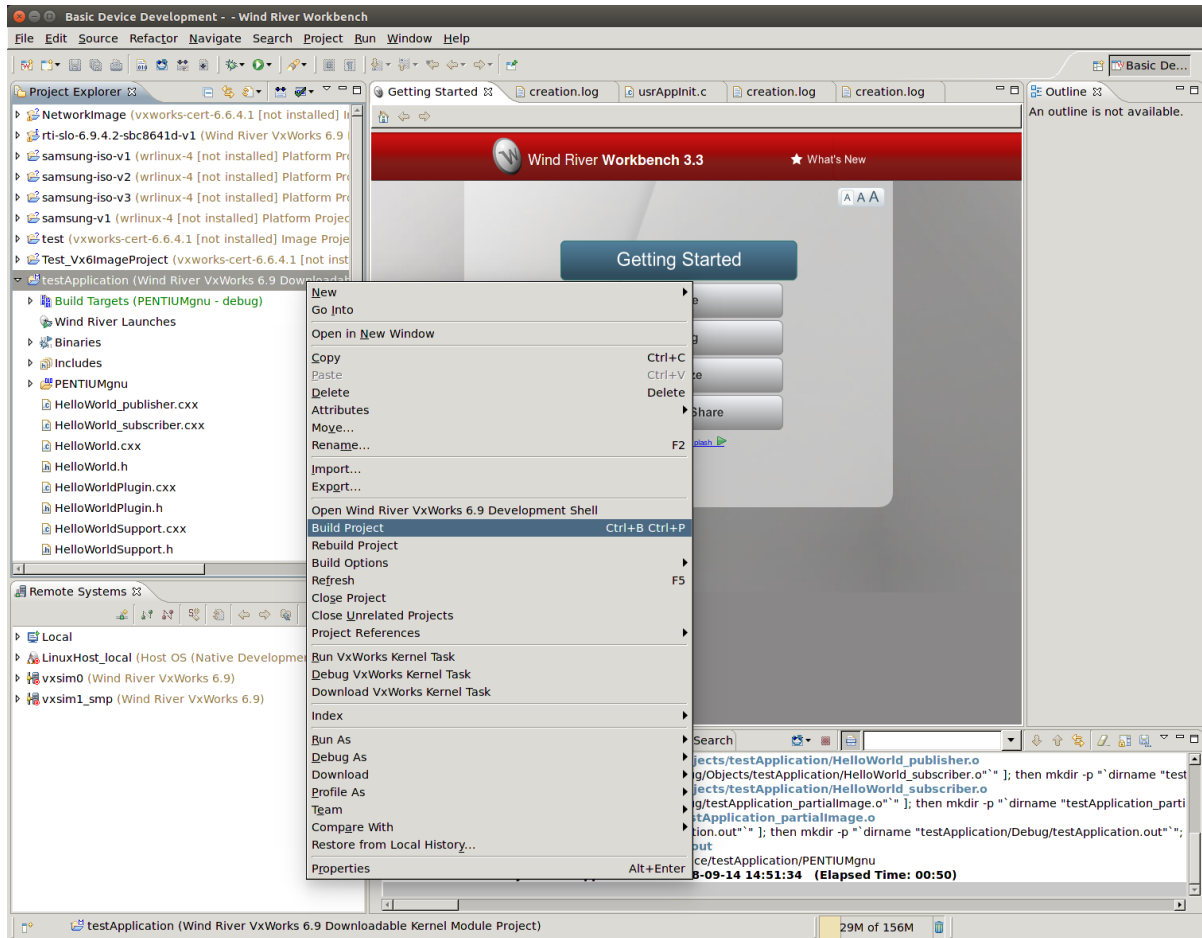 Basic Device Development - - Wind River Workbench
File Edit Source Refactor Navigate Search Project Run Window Help
Basic De...
Project Explorer
NetworkImage (vxworks-cert-6.6.4.1 [not installed]
rti-slo-6.9.4.2-sbc8641d-v1 (Wind River VxWorks 6.9
samsung-iso-v1 (wrlinux-4 [not installed] Platform Pro
samsung-iso-v2 (wrlinux-4 [not installed] Platform Pro
samsung-iso-v3 (wrlinux-4 [not installed] Platform Pro
samsung-v1 (wrlinux-4 [not installed] Platform Projec
test (vxworks-cert-6.6.4.1 [not installed] Image Proje
Test_Vx6ImageProject (vxworks-cert-6.6.4.1 [not inst
testApplication (Wind River VxWorks 6.9 Downloadab
Build Targets (PENTIUMgnu - debug)
Wind River Launches
Binaries
Includes
PENTIUMgnu
HelloWorld_publisher.cxx
HelloWorld_subscriber.cxx
HelloWorld.cxx
HelloWorld.h
HelloWorldPlugin.cxx
HelloWorldPlugin.h
HelloWorldSupport.cxx
HelloWorldSupport.h
Remote Systems
Local
LinuxHost_local (Host OS (Native Developmen
vxsim0 (Wind River VxWorks 6.9)
vxsim1_smp (Wind River VxWorks 6.9)
Getting Started creation.log usrAppInit.c creation.log creation.log
Wind River Workbench 3.3 What's New
A A A
Getting Started
e
g
ze
Share
plash
Outline
An outline is not available.
New
Go Into
Open in New Window
Copy Ctrl+C
Paste Ctrl+V
Delete Delete
Attributes
Move...
Rename... F2
Import...
Export...
Open Wind River VxWorks 6.9 Development Shell
Build Project Ctrl+B Ctrl+P
Rebuild Project
Build Options
Refresh F5
Close Project
Close Unrelated Projects
Project References
Run VxWorks Kernel Task
Debug VxWorks Kernel Task
Download VxWorks Kernel Task
Index
Run As
Debug As
Download
Profile As
Team
Compare With
Restore from Local History...
Properties Alt+Enter
Search
jects/testApplication/HelloWorld_publisher.o
ug/Objects/testApplication/HelloWorld_subscriber.o"`" ]; then mkdir -p "`dirname "test
jects/testApplication/HelloWorld_subscriber.o
ug/testApplication_partialImage.o"`" ]; then mkdir -p "`dirname "testApplication_parti
stApplication_partialImage.o
tion.out"`" ]; then mkdir -p "`dirname "testApplication/Debug/testApplication.out"`";
out
ce/testApplication/PENTIUMgnu
8-09-14 14:51:34 (Elapsed Time: 00:50)
testApplication (Wind River VxWorks 6.9 Downloadable Kernel Module Project)
29M of 156M